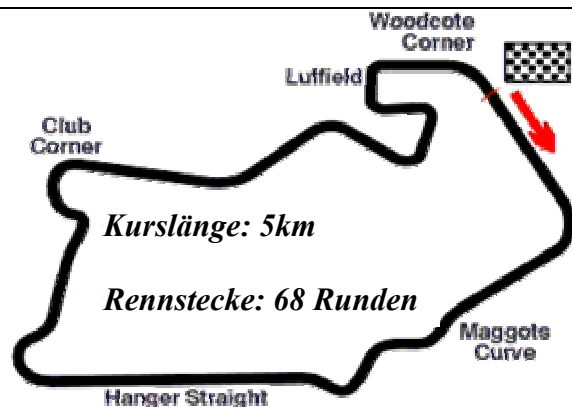 Woodcote
Corner
Luffield
Club
Corner
Kurslänge: 5km
Rennstecke: 68 Runden
Maggots
Curve
Hanger Straight